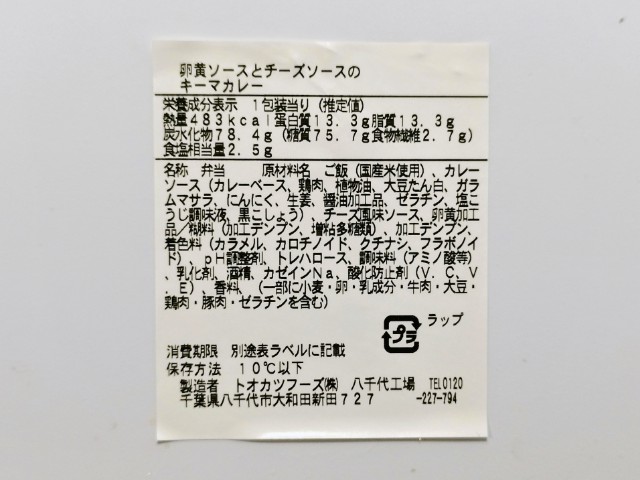 卵黄ソースとチーズソースの
キーマカレー
栄養成分表示　１包装当り（推定値）
熱量４８３ｋｃａｌ蛋白質１３．３ｇ脂質１３．３ｇ
炭水化物７８．４ｇ（糖質７５．７ｇ食物繊維２．７ｇ）
食塩相当量２．５ｇ
名称　弁当　　原材料名　ご飯（国産米使用）、カレー
ソース（カレーベース、鶏肉、植物油、大豆たん白、ガラ
ムマサラ、にんにく、生姜、醤油加工品、ゼラチン、塩こ
うじ調味液、黒こしょう）、チーズ風味ソース、卵黄加工
品／糊料（加工デンプン、増粘多糖類）、加工デンプン、
着色料（カラメル、カロチノイド、クチナシ、フラボノイ
ド）、ｐＨ調整剤、トレハロース、調味料（アミノ酸等）
、乳化剤、酒精、カゼインＮａ、酸化防止剤（Ｖ．Ｃ、Ｖ
．Ｅ）、香料、（一部に小麦・卵・乳成分・牛肉・大豆・
鶏肉・豚肉・ゼラチンを含む）
プラ　ラップ
消費期限　別途表ラベルに記載
保存方法　１０℃以下
製造者　トオカツフーズ㈱　八千代工場　TEL0120
千葉県八千代市大和田新田７２７　-227-794